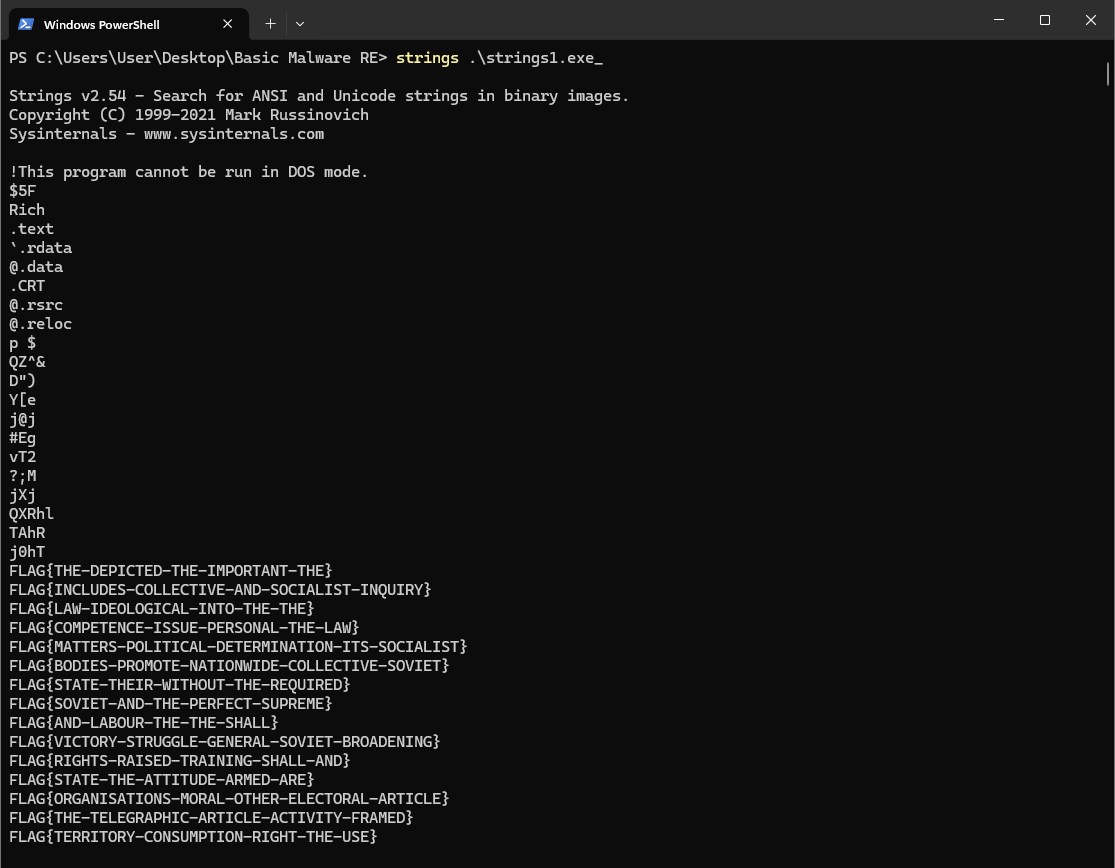 Windows PowerShell
PS C:\Users\User\Desktop\Basic Malware RE> strings .\strings1.exe_
Strings v2.54 - Search for ANSI and Unicode strings in binary images.
Copyright (C) 1999-2021 Mark Russinovich
Sysinternals - www.sysinternals.com
!This program cannot be run in DOS mode.
$5F
Rich
.text
`.rdata
@.data
.CRT
@.rsrc
@.reloc
p $
QZ^&
D")
Y[e
j@j
#Eg
vT2
?;M
jXj
QXRhl
TAhR
j0hT
FLAG{THE-DEPICTED-THE-IMPORTANT-THE}
FLAG{INCLUDES-COLLECTIVE-AND-SOCIALIST-INQUIRY}
FLAG{LAW-IDEOLOGICAL-INTO-THE-THE}
FLAG{COMPETENCE-ISSUE-PERSONAL-THE-LAW}
FLAG{MATTERS-POLITICAL-DETERMINATION-ITS-SOCIALIST}
FLAG{BODIES-PROMOTE-NATIONWIDE-COLLECTIVE-SOVIET}
FLAG{STATE-THEIR-WITHOUT-THE-REQUIRED}
FLAG{SOVIET-AND-THE-PERFECT-SUPREME}
FLAG{AND-LABOUR-THE-THE-SHALL}
FLAG{VICTORY-STRUGGLE-GENERAL-SOVIET-BROADENING}
FLAG{RIGHTS-RAISED-TRAINING-SHALL-AND}
FLAG{STATE-THE-ATTITUDE-ARMED-ARE}
FLAG{ORGANISATIONS-MORAL-OTHER-ELECTORAL-ARTICLE}
FLAG{THE-TELEGRAPHIC-ARTICLE-ACTIVITY-FRAMED}
FLAG{TERRITORY-CONSUMPTION-RIGHT-THE-USE}